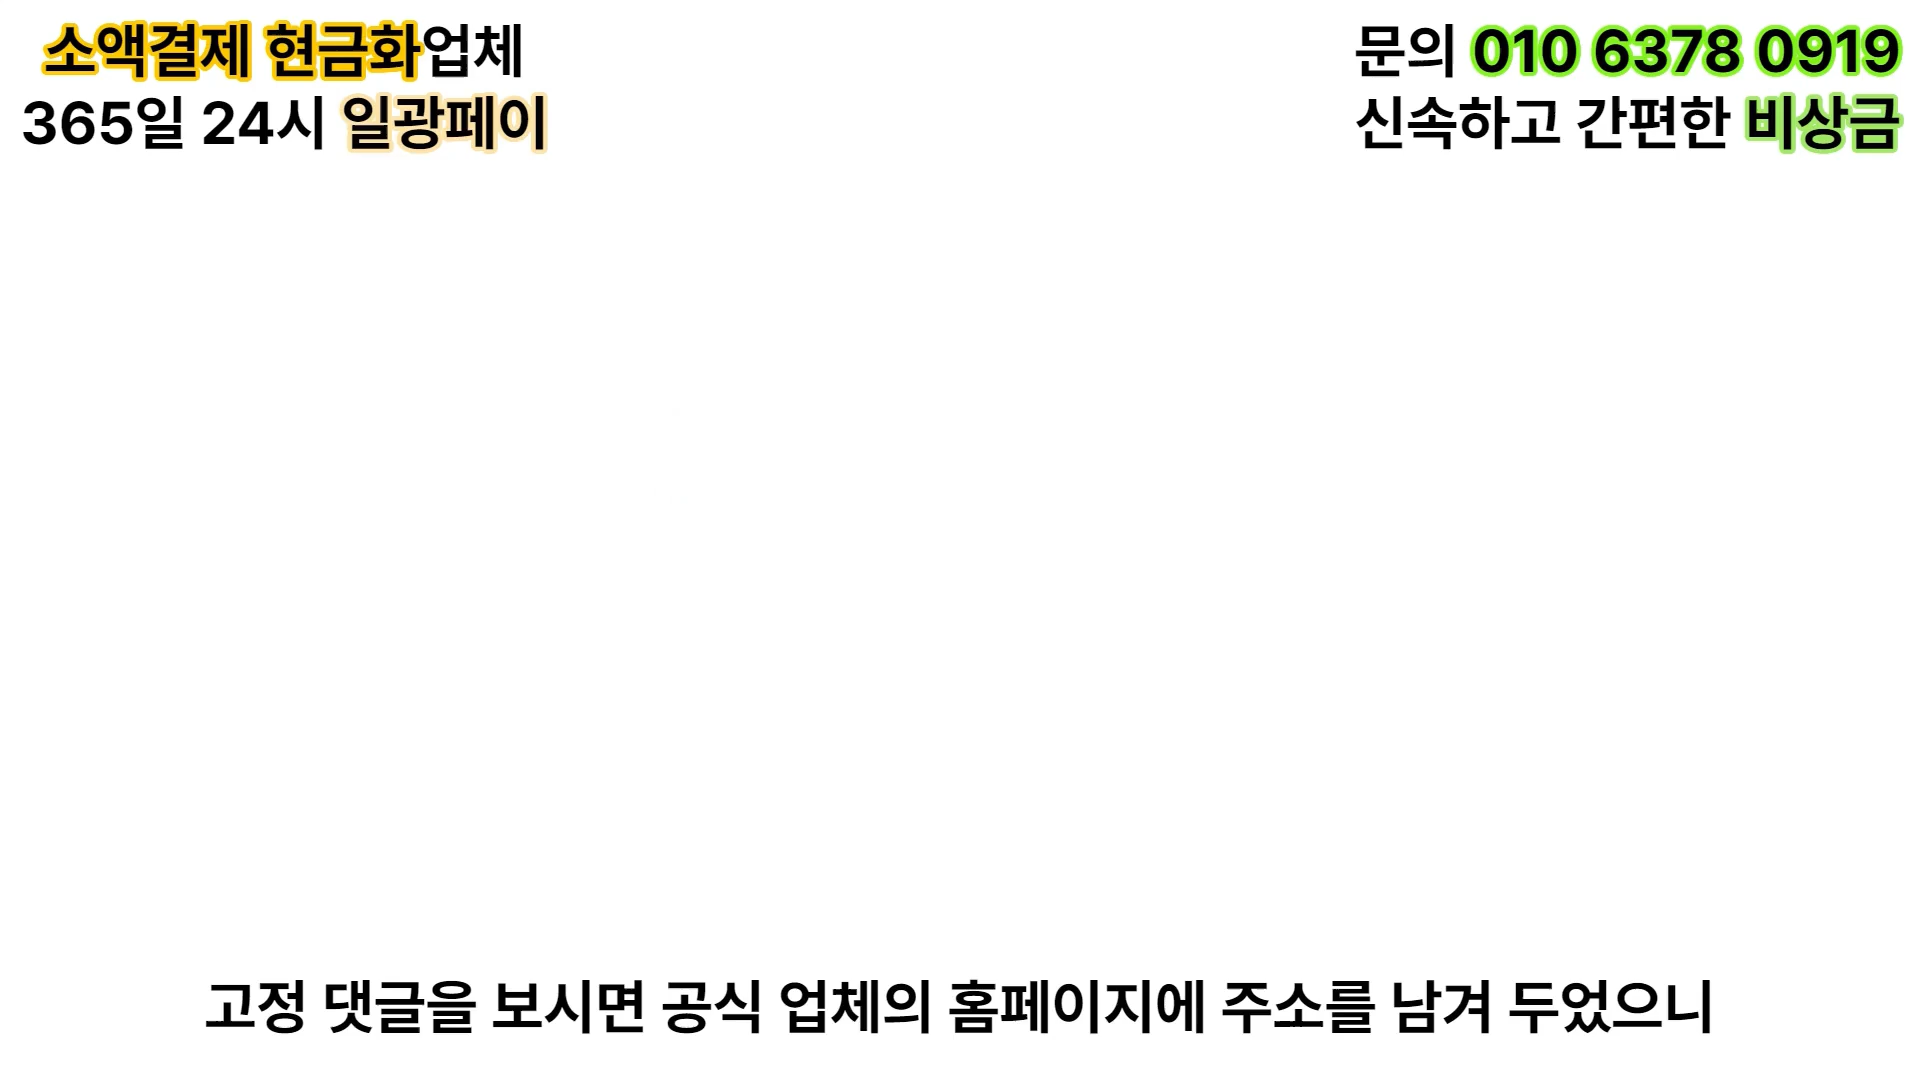 소액결제 현금화업체
365일 24시 일광페이
문의 010 6378 0919
신속하고 간편한 비상금
고정 댓글을 보시면 공식 업체의 홈페이지에 주소를 남겨 두었으니